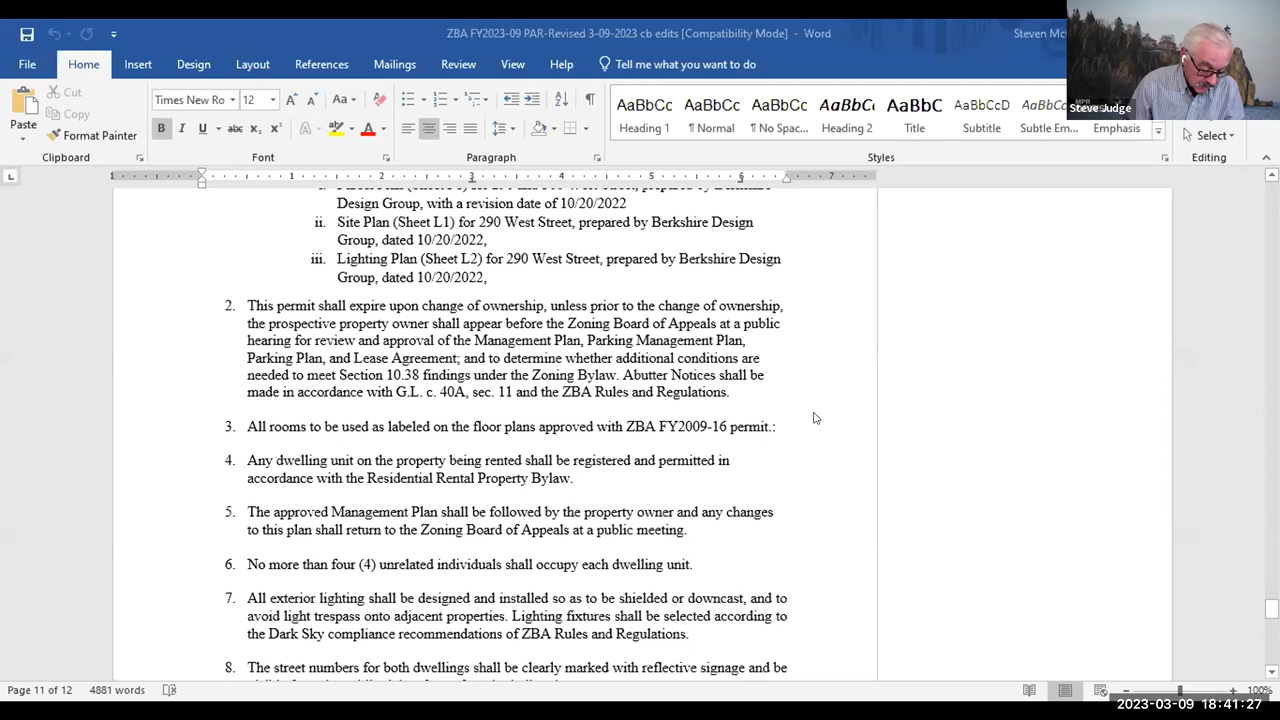 ZBA FY2023-09 PAR-Revised 3-09-2023 cb edits [Compatibility Mode] - Word
Steven Mc
File Home Insert Design Layout References Mailings Review View Help Tell me what you want to do
Steve Judge
Paste
Cut
Copy
Format Painter
Clipboard
Times New Ro
12
Font
Paragraph
AaBbCc Heading 1
AaBbCc ¶ Normal
AaBbCc ¶ No Spac...
AaBbCc Heading 2
AaBbCc Title
AaBbCcD Subtitle
Subtle Em...
Emphasis
Styles
Select
Editing
1 1 2 3 4 5 6 7
Design Group, with a revision date of 10/20/2022
ii. Site Plan (Sheet L1) for 290 West Street, prepared by Berkshire Design
Group, dated 10/20/2022,
iii. Lighting Plan (Sheet L2) for 290 West Street, prepared by Berkshire Design
Group, dated 10/20/2022,
2. This permit shall expire upon change of ownership, unless prior to the change of ownership,
the prospective property owner shall appear before the Zoning Board of Appeals at a public
hearing for review and approval of the Management Plan, Parking Management Plan,
Parking Plan, and Lease Agreement; and to determine whether additional conditions are
needed to meet Section 10.38 findings under the Zoning Bylaw. Abutter Notices shall be
made in accordance with G.L. c. 40A, sec. 11 and the ZBA Rules and Regulations.
3. All rooms to be used as labeled on the floor plans approved with ZBA FY2009-16 permit.:
4. Any dwelling unit on the property being rented shall be registered and permitted in
accordance with the Residential Rental Property Bylaw.
5. The approved Management Plan shall be followed by the property owner and any changes
to this plan shall return to the Zoning Board of Appeals at a public meeting.
6. No more than four (4) unrelated individuals shall occupy each dwelling unit.
7. All exterior lighting shall be designed and installed so as to be shielded or downcast, and to
avoid light trespass onto adjacent properties. Lighting fixtures shall be selected according to
the Dark Sky compliance recommendations of ZBA Rules and Regulations.
8. The street numbers for both dwellings shall be clearly marked with reflective signage and be
Page 11 of 12 4891 words
100%
2023-03-09 18:41:27